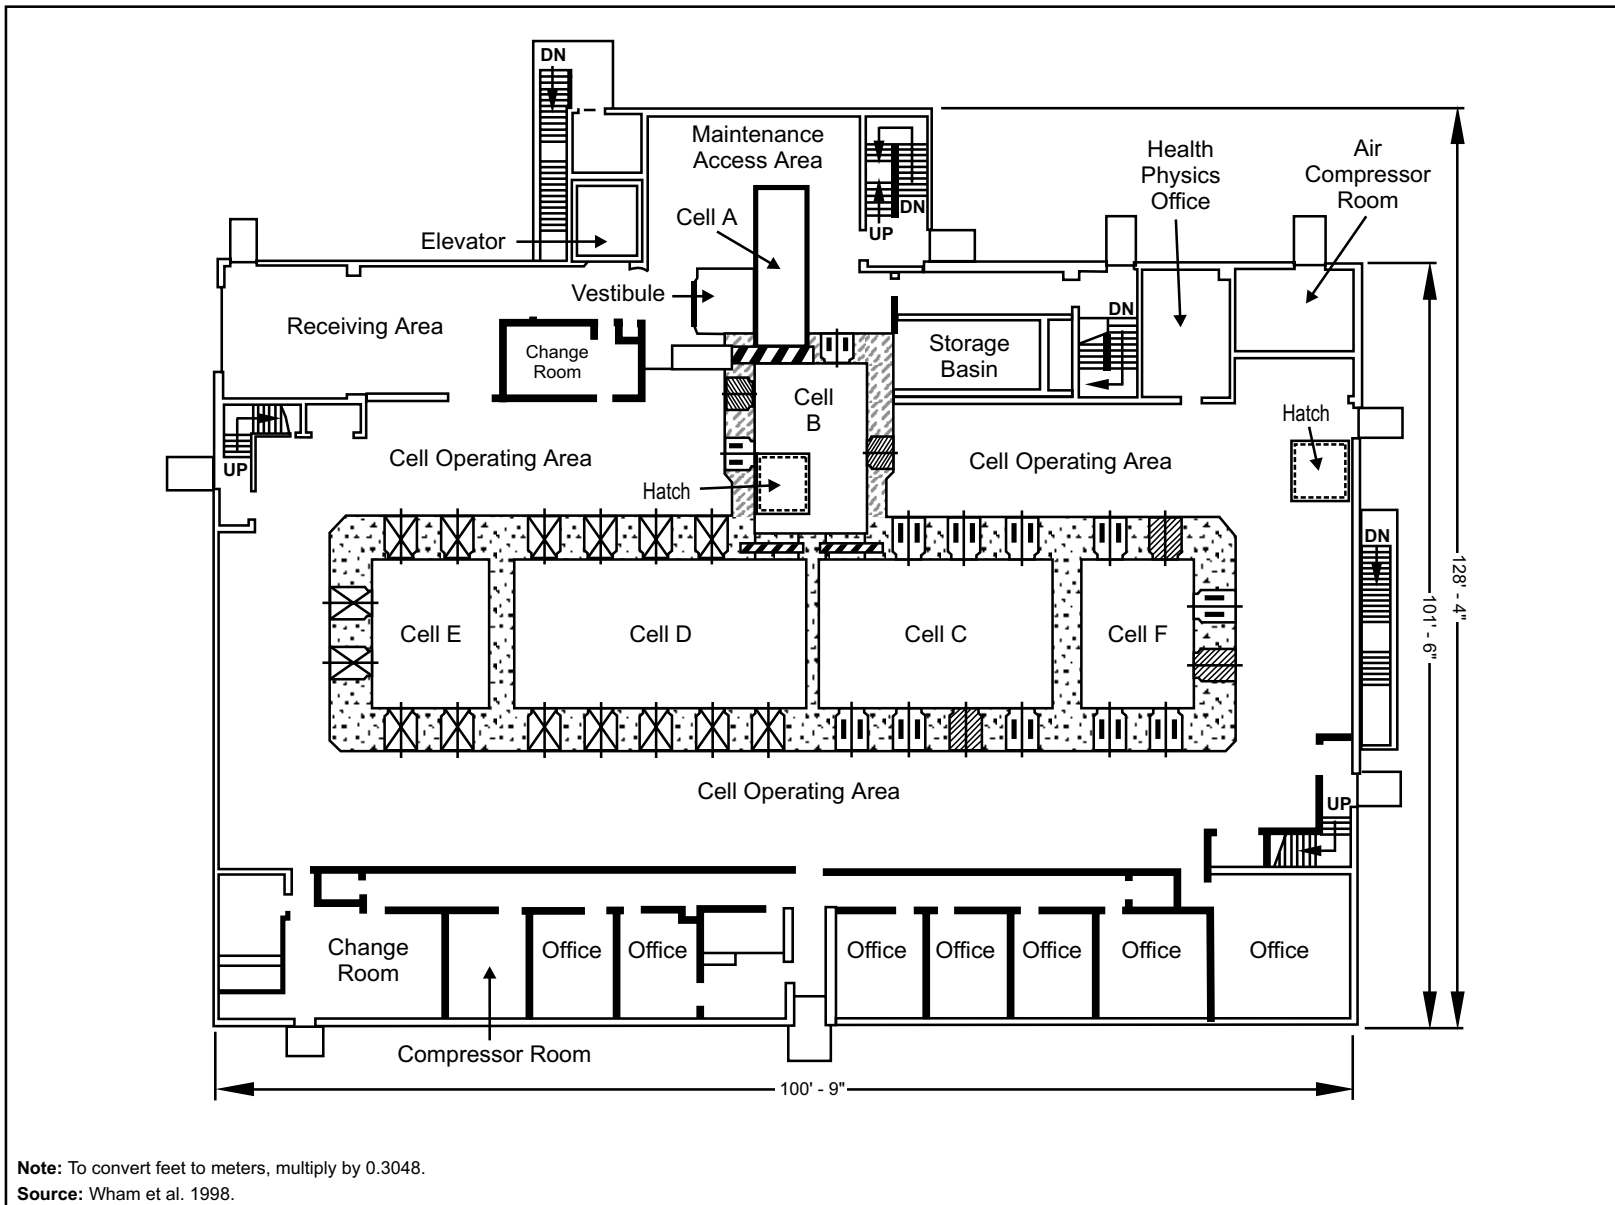 DN
Maintenance
Access Area
Health
Physics
Office
Air
Compressor
Room
Cell A
DN
UP
Elevator
Vestibule
Receiving Area
DN
Change
Room
Storage
Basin
Cell
B
Hatch
Cell Operating Area
Cell Operating Area
UP
Hatch
DN
128' - 4"
101' - 6"
Cell E
Cell D
Cell C
Cell F
Cell Operating Area
UP
Change
Room
Office
Office
Office
Office
Office
Office
Office
Compressor Room
100' - 9"
Note: To convert feet to meters, multiply by 0.3048.
Source: Wham et al. 1998.